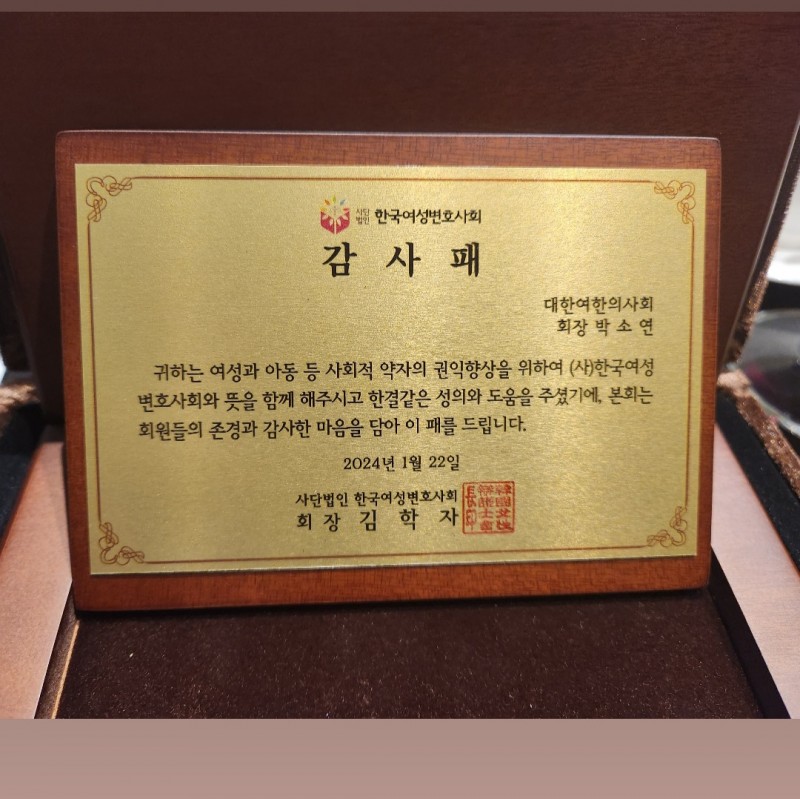 사단
법인 한국여성변호사회
감 사 패
대한여한의사회
회장 박 소 연
귀하는 여성과 아동 등 사회적 약자의 권익향상을 위하여 (사)한국여성
변호사회와 뜻을 함께 해주시고 한결같은 성의와 도움을 주셨기에, 본회는
회원들의 존경과 감사한 마음을 담아 이 패를 드립니다.
2024년 1월 22일
사단법인 한국여성변호사회
회 장 김 학 자